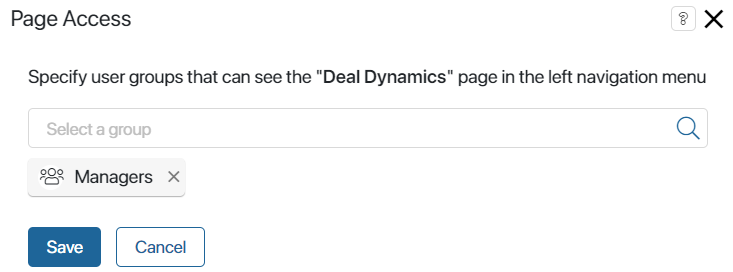 Page Access
?
Specify user groups that can see the "Deal Dynamics" page in the left navigation menu
Select a group
Managers
Save
Cancel